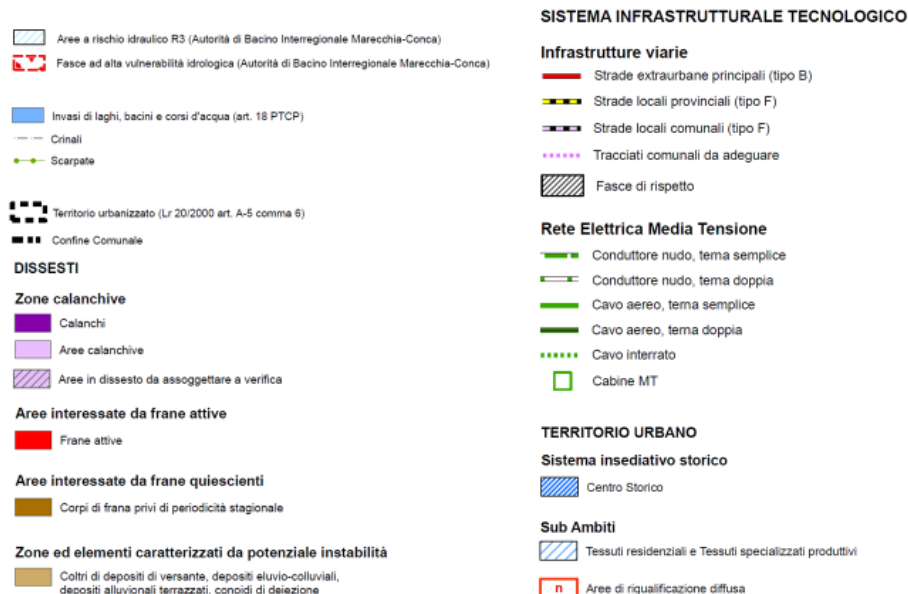 Aree a rischio idraulico R3 (Autorità di Bacino Interregionale Marecchia-Conca)
Fasce ad alta vulnerabilità idrologica (Autorità di Bacino Interregionale Marecchia-Conca)
Invasi di laghi, bacini e corsi d'acqua (art. 18 PTCP)
Crinali
Scarpate
Territorio urbanizzato (Lr 20/2000 art. A-5 comma 6)
Confine Comunale
DISSESTI
Zone calanchive
Calanchi
Aree calanchive
Aree in dissesto da assoggettare a verifica
Aree interessate da frane attive
Frane attive
Aree interessate da frane quiescienti
Corpi di frana privi di periodicità stagionale
Zone ed elementi caratterizzati da potenziale instabilità
Coltri di depositi di versante, depositi eluvio-colluviali,
depositi alluvionali terrazzati, conoidi di deiezione
SISTEMA INFRASTRUTTURALE TECNOLOGICO
Infrastrutture viarie
Strade extraurbane principali (tipo B)
Strade locali provinciali (tipo F)
Strade locali comunali (tipo F)
Tracciati comunali da adeguare
Fasce di rispetto
Rete Elettrica Media Tensione
Conduttore nudo, terna semplice
Conduttore nudo, terna doppia
Cavo aereo, terna semplice
Cavo aereo, terna doppia
Cavo interrato
Cabine MT
TERRITORIO URBANO
Sistema insediativo storico
Centro Storico
Sub Ambiti
Tessuti residenziali e Tessuti specializzati produttivi
n Aree di riqualificazione diffusa